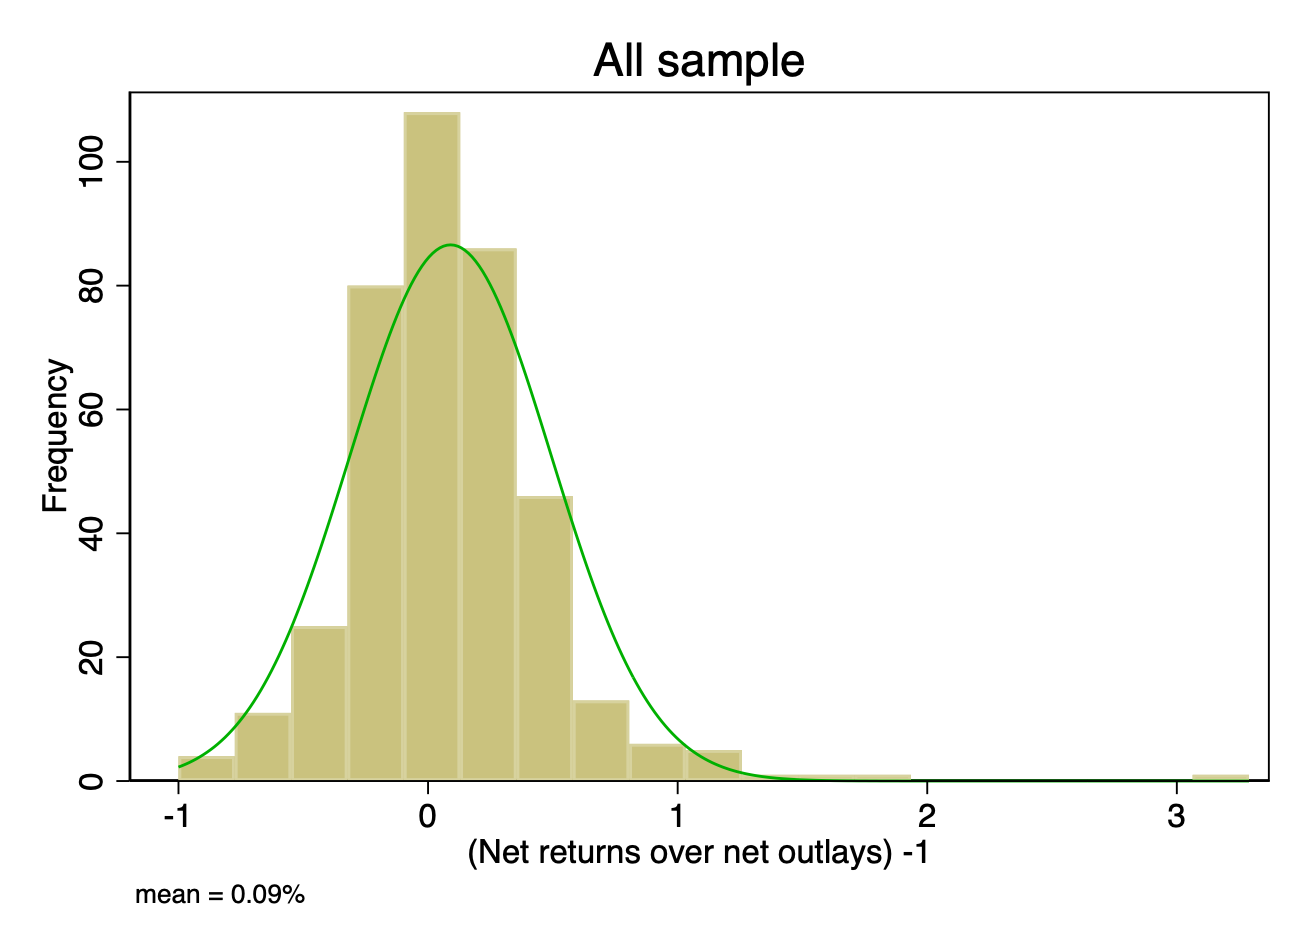 All sample
Frequency
100
80
60
40
20
0
-1 0 1 2 3
(Net returns over net outlays) -1
mean = 0.09%